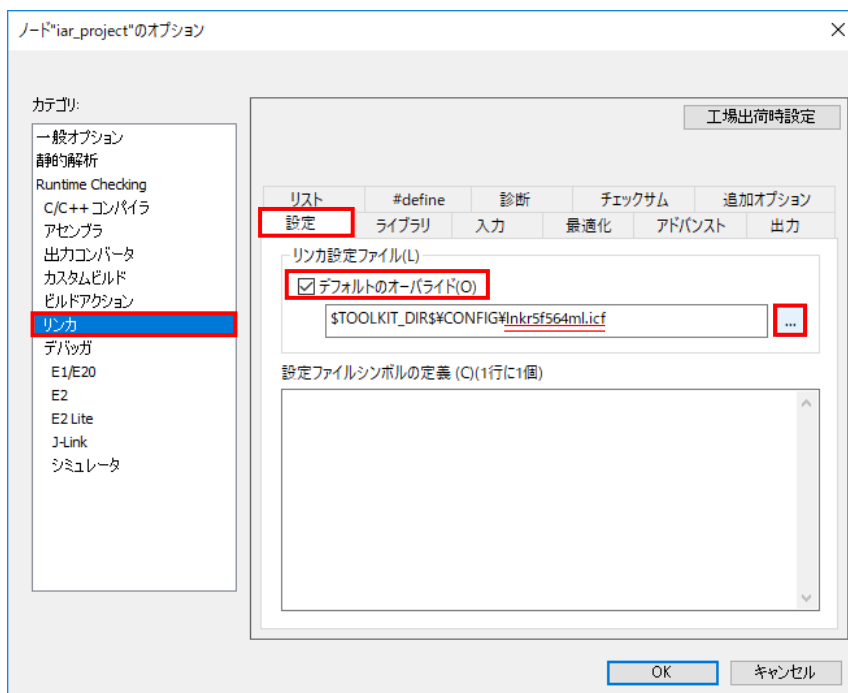 ノード"iar_project"のオプション
カテゴリ:
一般オプション
静的解析
Runtime Checking
C/C++ コンパイラ
アセンブラ
出力コンバータ
カスタムビルド
ビルドアクション
リンカ
デバッガ
E1/E20
E2
E2 Lite
J-Link
シミュレータ
工場出荷時設定
リスト #define 診断 チェックサム 追加オプション
設定 ライブラリ 入力 最適化 アドバンスト 出力
リンカ設定ファイル(L)
デフォルトのオーバライド(O)
$TOOLKIT_DIR$¥CONFIG¥lnkr5f564ml.icf
...
設定ファイルシンボルの定義 (C)(1行に1個)
OK キャンセル